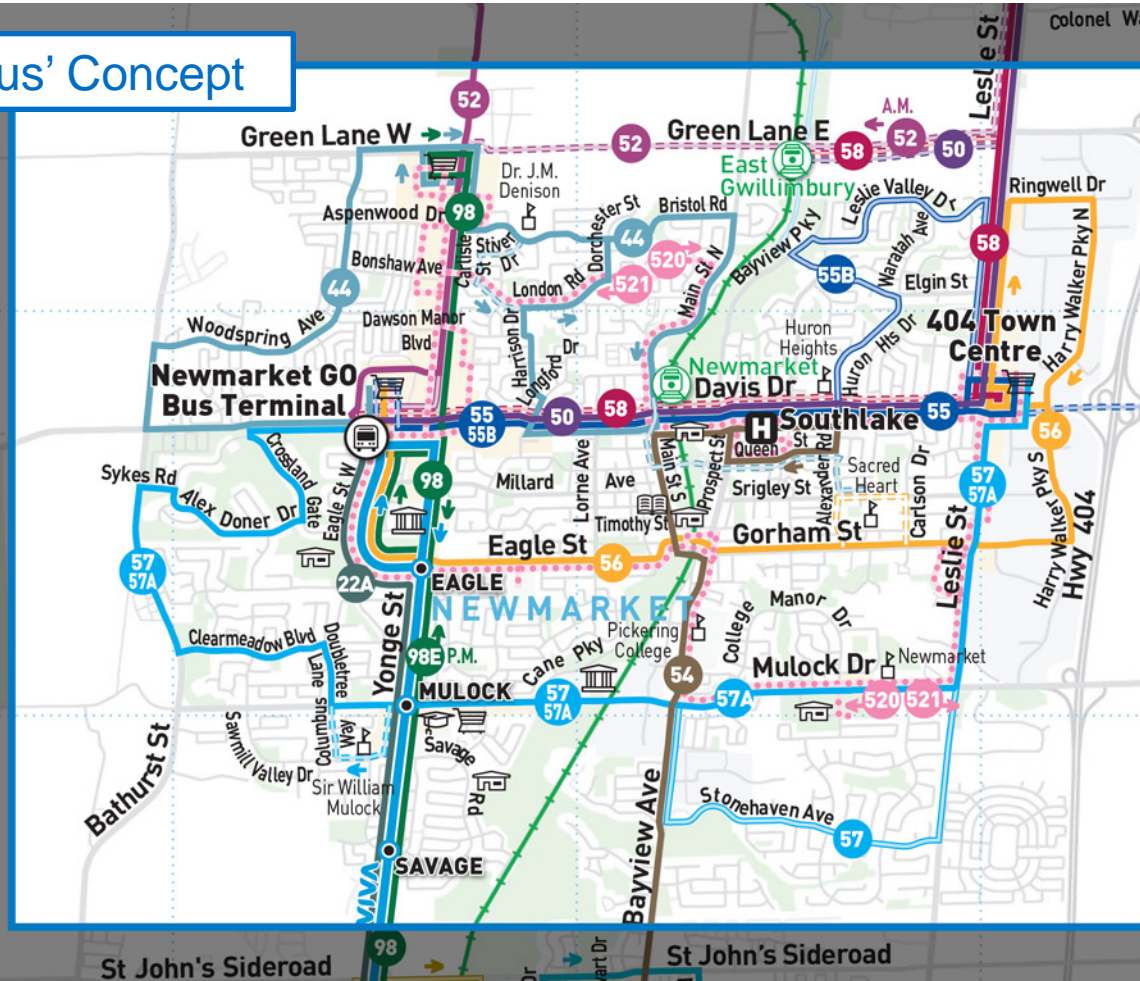 us' Concept
Colonel Wa
Leslie St
52
A.M.
Green Lane W
52
Green Lane E
58
52
50
East
Gwillimbury
Dr. J.M.
Denison
Ringwell Dr
Leslie Valley Dr
Aspenwood Dr
98
Bristol Rd
Dorchester St
44
Stiver
Dr
Carlisle
St
520
521
Main St N
Bayview Pky
Waratah
Ave
58
Harry Walker Pky N
Bonshaw Ave
London Rd
55B
Elgin St
44
Woodspring Ave
Dawson Manor
Blvd
Harrison Dr
Longford
Dr
Huron
Heights
Huron Hts Dr
404 Town
Centre
Newmarket GO
Bus Terminal
Newmarket
Davis Dr
55
55B
50
58
H
Southlake
55
56
Sykes Rd
Crossland
Gate
Alex Doner Dr
Eagle St W
98
Millard
Ave
Lorne Ave
Main St S
Prospect St
Queen
St
Alexander Rd
Srigley St
Sacred
Heart
Carlson Dr
57
57A
Timothy St
Gorham St
Leslie St
Harry Walker Pky S
Hwy 404
57
57A
Eagle St
56
22A
EAGLE
NEWMARKET
Clearmeadow Blvd
Doubletree
Lane
Yonge St
98E
P.M.
Cane Pky
Pickering
College
College
Manor
Dr
Mulock Dr
Newmarket
MULOCK
57
57A
54
57A
520
521
Columbus
Way
Savage
Rd
Sawmill Valley Dr
Sir William
Mulock
Bathurst St
Stonehaven Ave
57
Bayview Ave
SAVAGE
VIVA
98
St John's Sideroad
St John's Sideroad
Dr
wart Dr